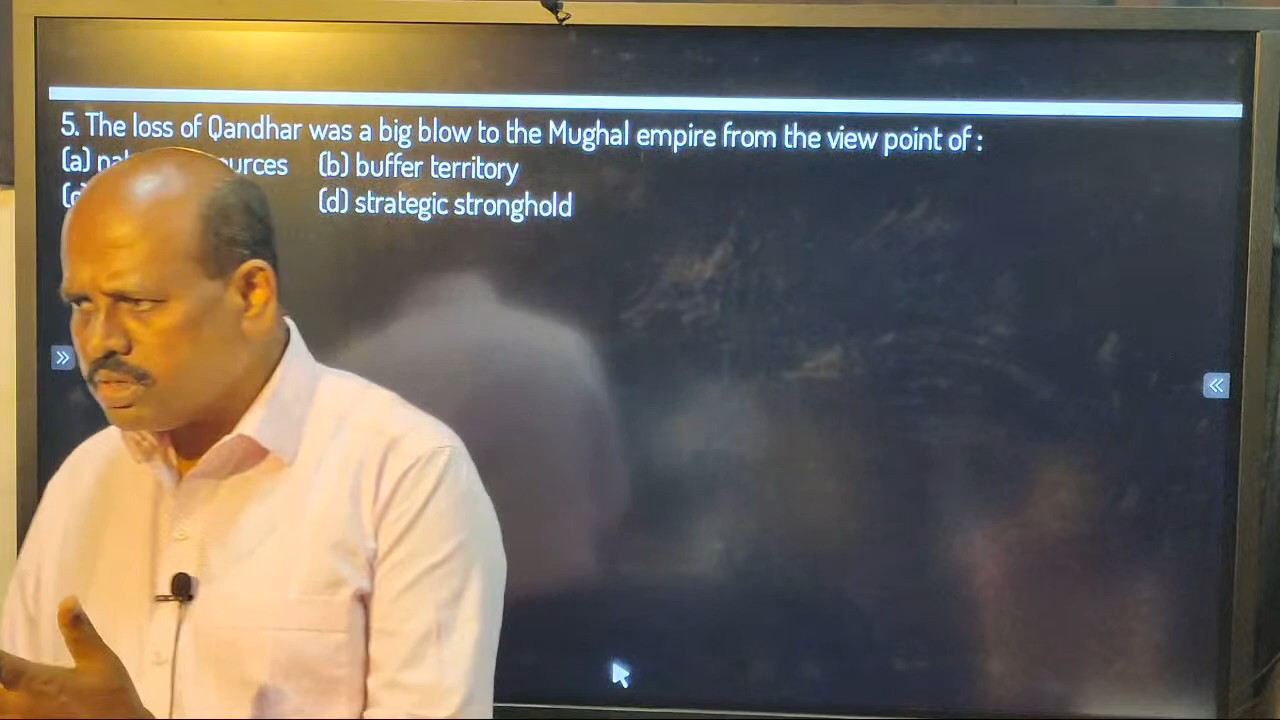 5. The loss of Qandhar was a big blow to the Mughal empire from the view point of :
(a) (b) buffer territory
(d) strategic stronghold